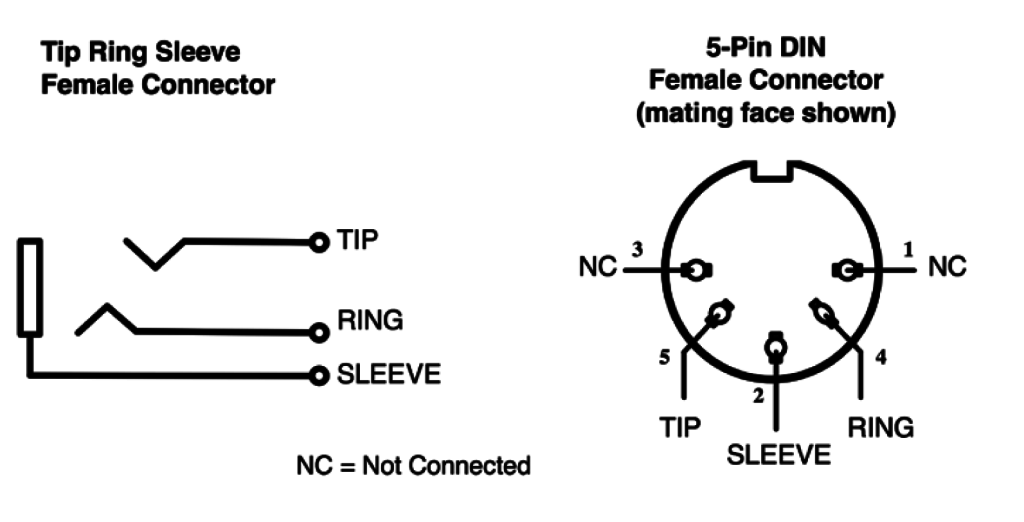 Tip Ring Sleeve
Female Connector
TIP
RING
SLEEVE
NC = Not Connected
5-Pin DIN
Female Connector
(mating face shown)
NC 3
1 NC
5
4
2
TIP
RING
SLEEVE